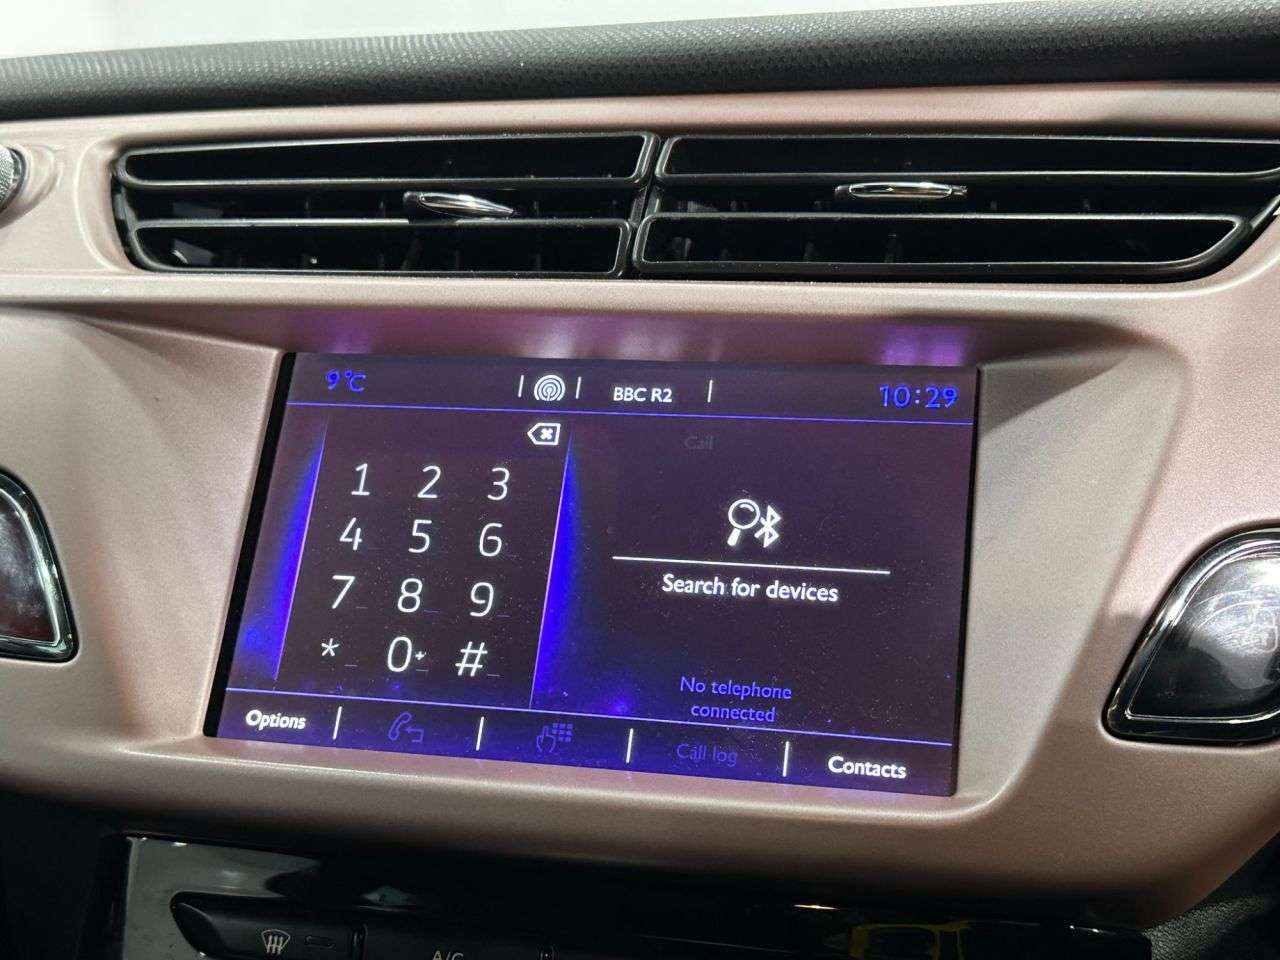 9°C
BBC R2
10:29
Call
1 2 3
4 5 6
7 8 9
* 0+ #
Search for devices
No telephone
connected
Options
Call log
Contacts
A/C